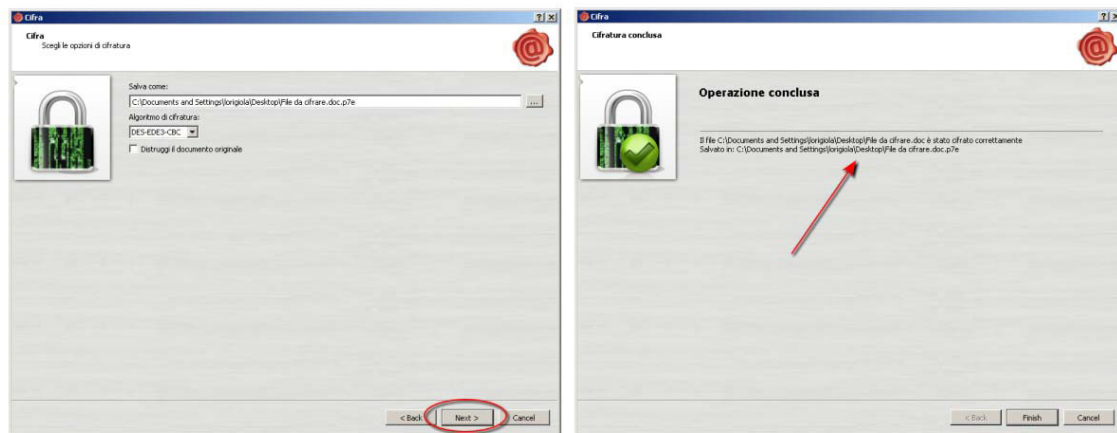 Cifra
Cifra
Scegli le opzioni di cifratura
Salva come:
C:\Documents and Settings\lorigiola\Desktop\File da cifrare.doc.p7e
...
Algoritmo di cifratura:
DES-EDE3-CBC
Distruggi il documento originale
< Back
Next >
Cancel
Cifra
Cifratura conclusa
Operazione conclusa
Il file C:\Documents and Settings\lorigiola\Desktop\File da cifrare.doc è stato cifrato correttamente
Salvato in: C:\Documents and Settings\lorigiola\Desktop\File da cifrare.doc.p7e
< Back
Finish
Cancel